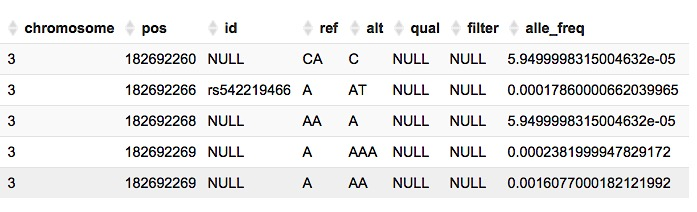 chromosome pos id ref alt qual filter alle_freq
3 182692260 NULL CA C NULL NULL 5.9499998315004632e-05
3 182692266 rs542219466 A AT NULL NULL 0.00017860000662039965
3 182692268 NULL AA A NULL NULL 5.9499998315004632e-05
3 182692269 NULL A AAA NULL NULL 0.0002381999947829172
3 182692269 NULL A AA NULL NULL 0.0016077000182121992